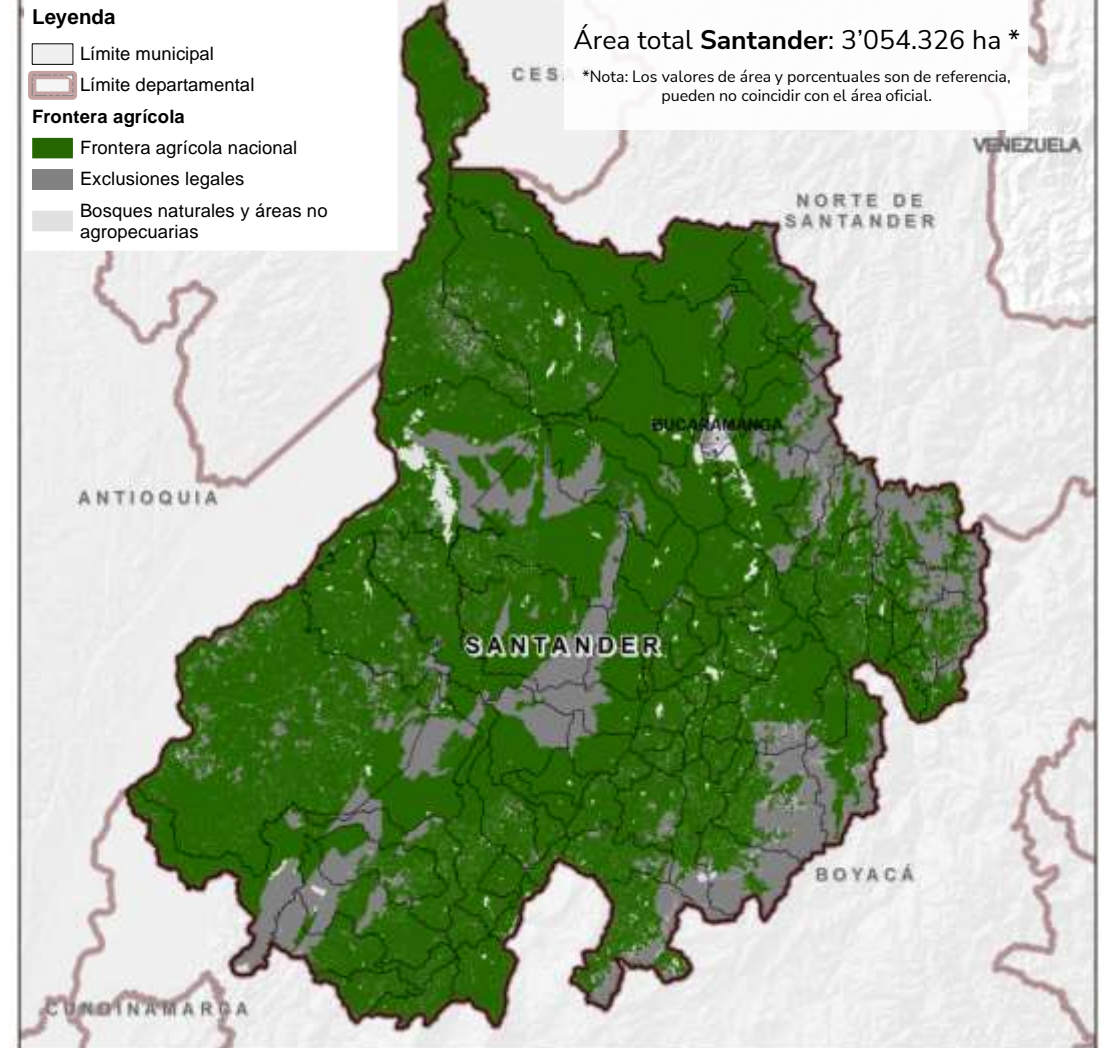 Leyenda
Límite municipal
Límite departamental
Frontera agrícola
Frontera agrícola nacional
Exclusiones legales
Bosques naturales y áreas no
agropecuarias
Área total Santander: 3’054.326 ha *
*Nota: Los valores de área y porcentuales son de referencia,
pueden no coincidir con el área oficial.
CES
VENEZUELA
NORTE DE
SANTANDER
BUCARAMANGA
ANTIOQUIA
SANTANDER
BOYACÁ
CUNDINAMARCA